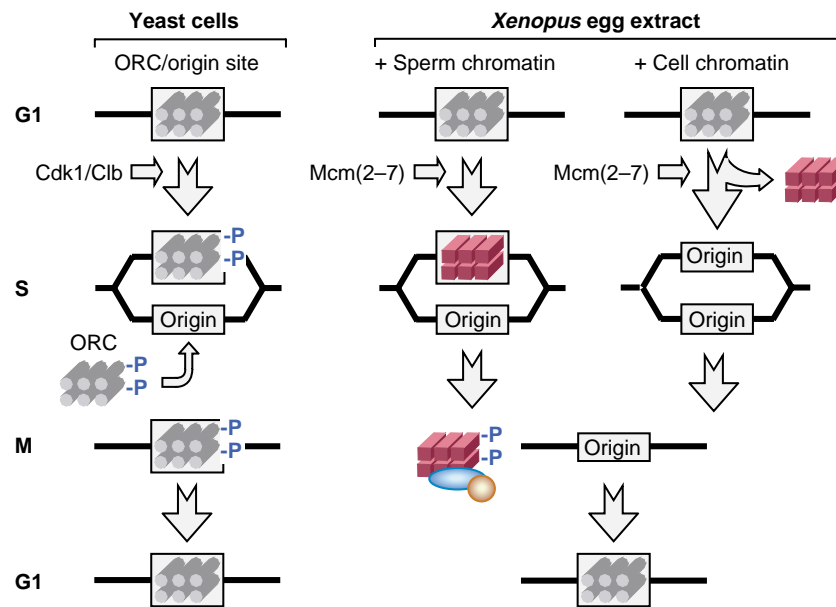 Yeast cells
Xenopus egg extract
ORC/origin site
+ Sperm chromatin
+ Cell chromatin
G1
Cdk1/Clb
Mcm(2–7)
Mcm(2–7)
-P
-P
Origin
S
Origin
Origin
Origin
ORC
-P
-P
-P
-P
M
-P
-P
Origin
G1